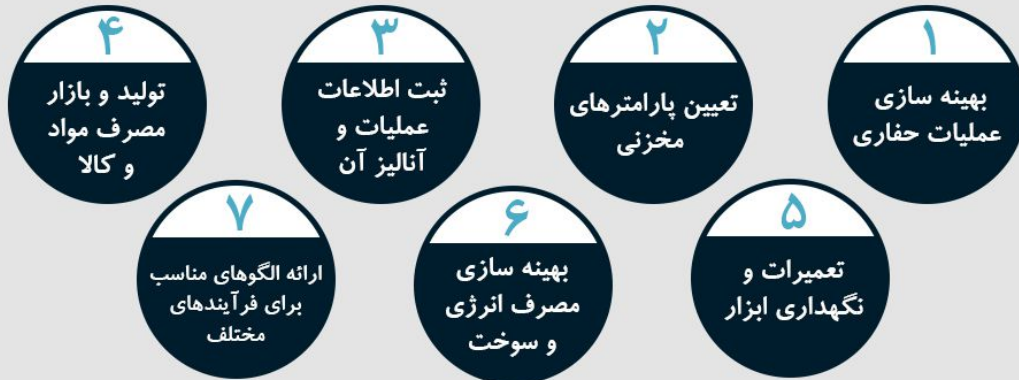 ۱
بهینه سازی
عملیات حفاری
۲
تعیین پارامترهای
مخزنی
۳
ثبت اطلاعات
عملیات و
آنالیز آن
۴
تولید و بازار
مصرف مواد
و کالا
۵
تعمیرات و
نگهداری ابزار
۶
بهینه سازی
مصرف انرژی
و سوخت
۷
ارائه الگوهای مناسب
برای فرآیندهای
مختلف